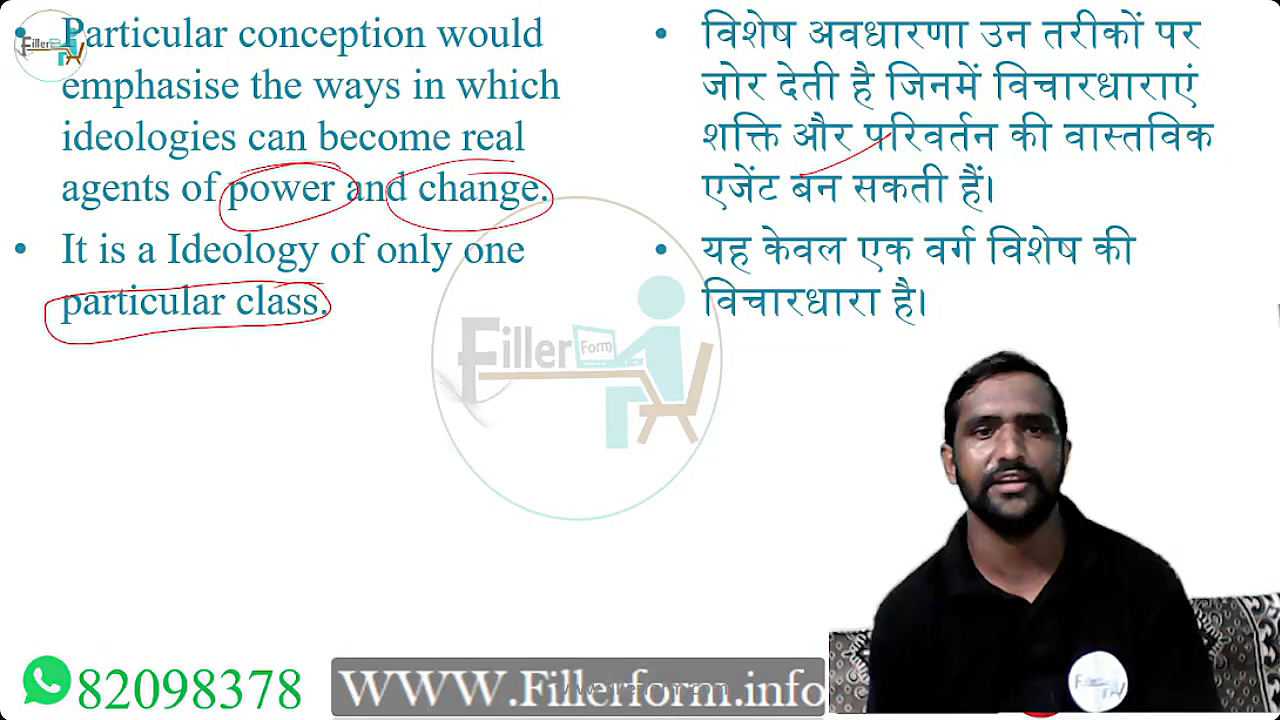 Particular conception would
emphasise the ways in which
ideologies can become real
agents of power and change.
It is a Ideology of only one
particular class.
विशेष अवधारणा उन तरीकों पर
जोर देती है जिनमें विचारधाराएं
शक्ति और परिवर्तन की वास्तविक
एजेंट बन सकती हैं।
यह केवल एक वर्ग विशेष की
विचारधारा है।
Filler
Form
82098378
WWW.Fillerform.info